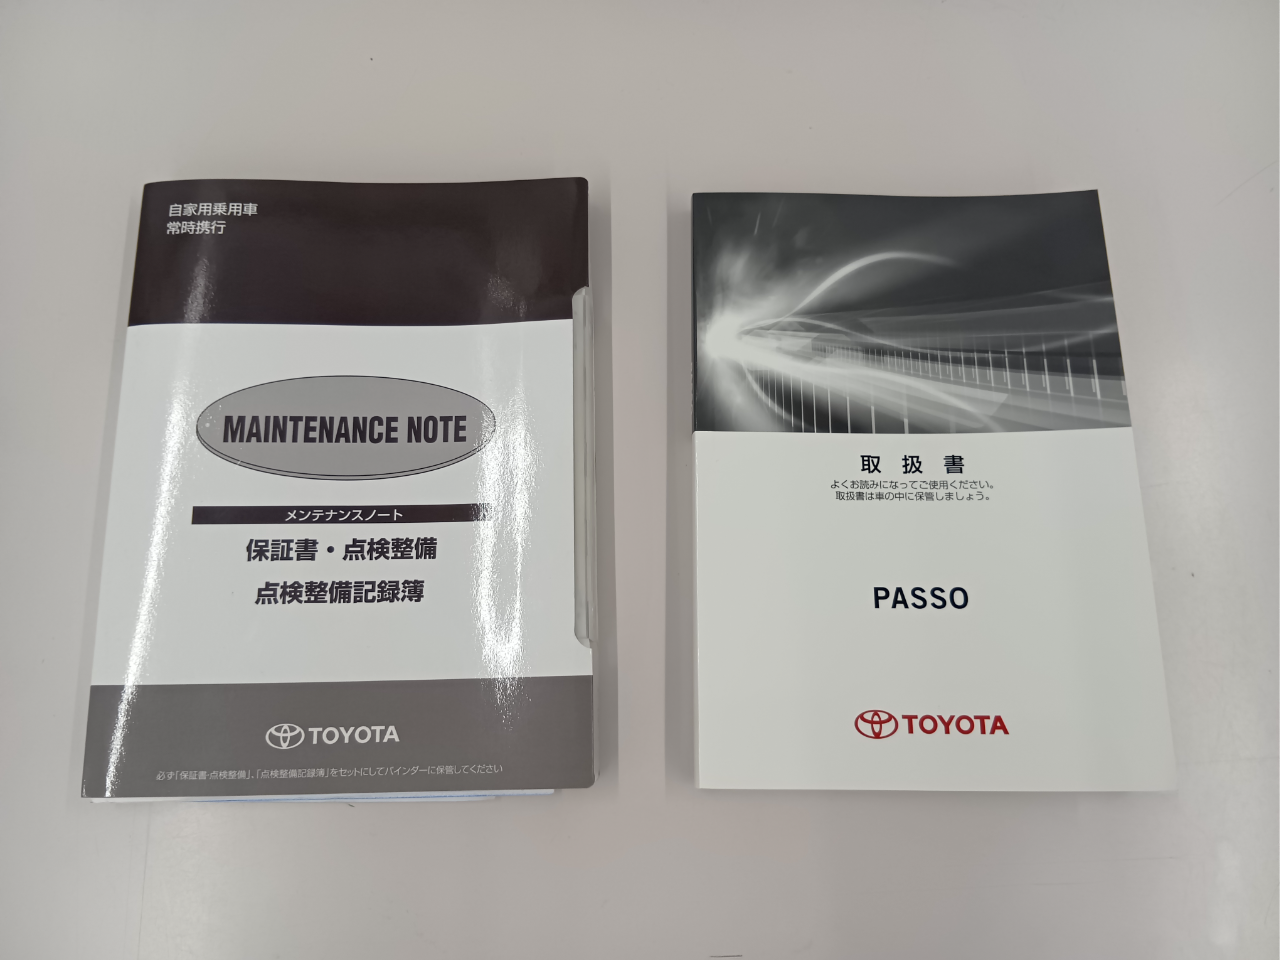 自家用乗用車
常時携行
MAINTENANCE NOTE
メンテナンスノート
保証書・点検整備
点検整備記録簿
TOYOTA
必ず「保証書・点検整備」、「点検整備記録簿」をセットにしてバインダーに保管してください
取扱書
よくお読みになってご使用ください。
取扱書は車の中に保管しましょう。
PASSO
TOYOTA